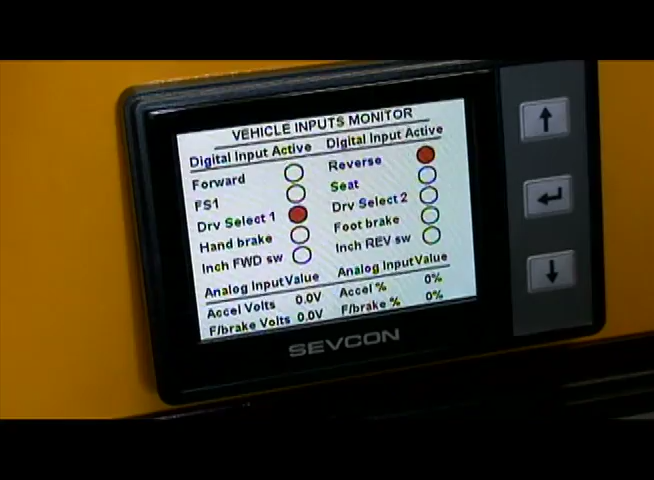 VEHICLE INPUTS MONITOR
Digital Input Active Digital Input Active
Forward Reverse
FS1 Seat
Drv Select 1 Drv Select 2
Hand brake Foot brake
Inch FWD sw Inch REV sw
Analog Input Value Analog Input Value
Accel Volts 0.0V Accel % 0%
F/brake Volts 0.0V F/brake % 0%
SEVCON